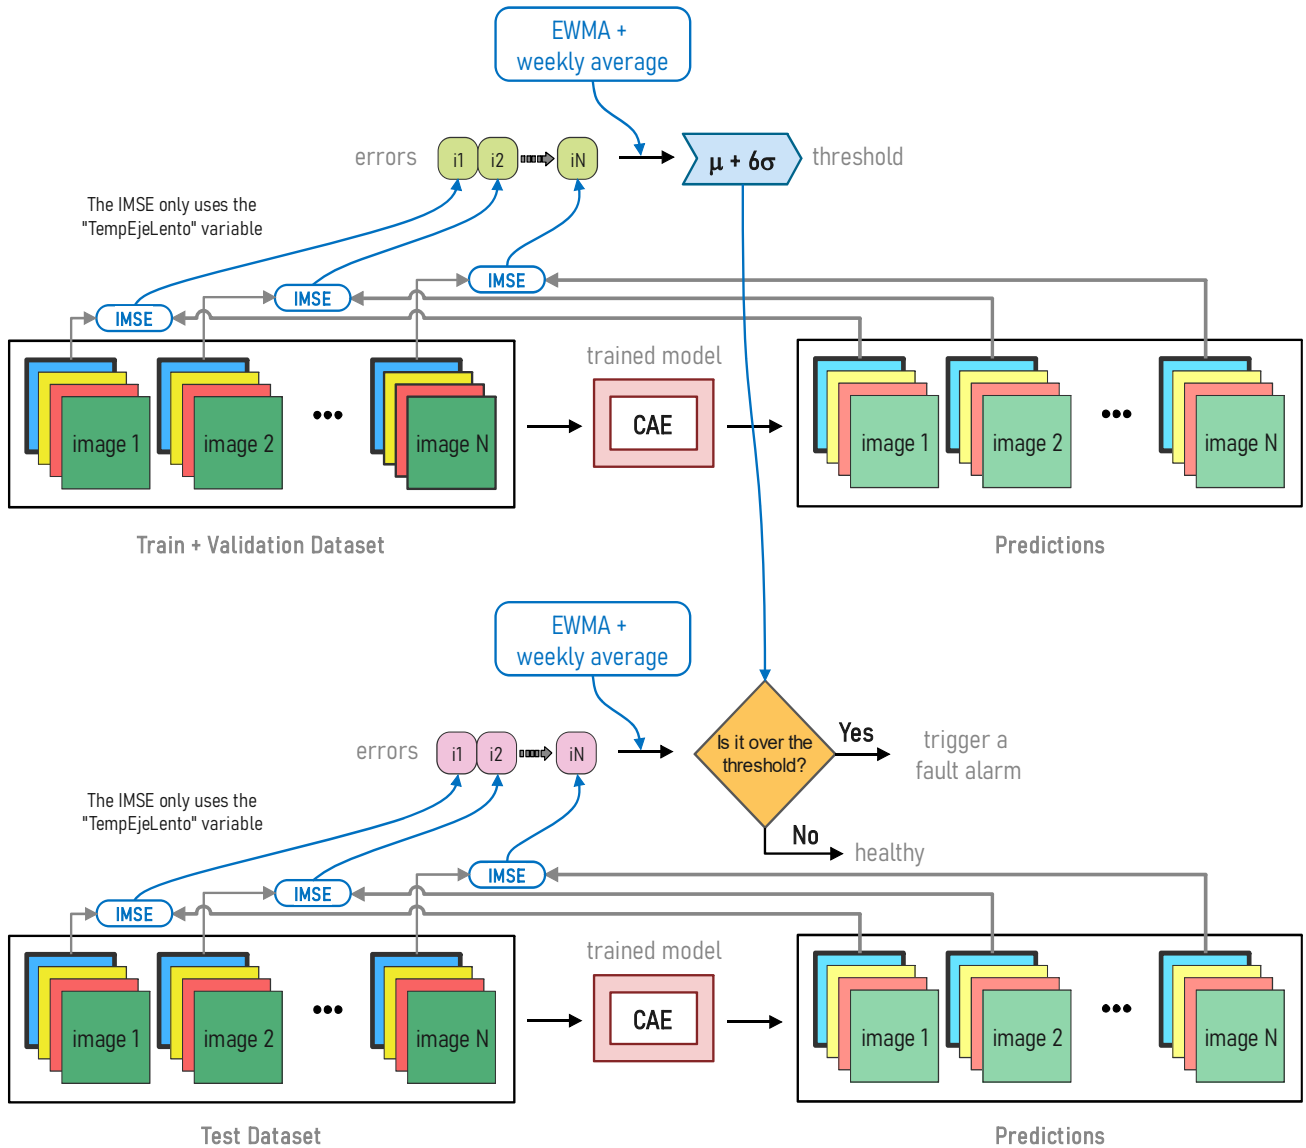 EWMA +
weekly average
errors
i1
i2
iN
μ + 6σ
threshold
The IMSE only uses the
"TempEjeLento" variable
IMSE
IMSE
IMSE
trained model
image 1
image 2
•••
image N
CAE
image 1
image 2
•••
image N
Train + Validation Dataset
Predictions
EWMA +
weekly average
errors
i1
i2
iN
Is it over the
threshold?
Yes
trigger a
fault alarm
No
healthy
The IMSE only uses the
"TempEjeLento" variable
IMSE
IMSE
IMSE
trained model
image 1
image 2
•••
image N
CAE
image 1
image 2
•••
image N
Test Dataset
Predictions